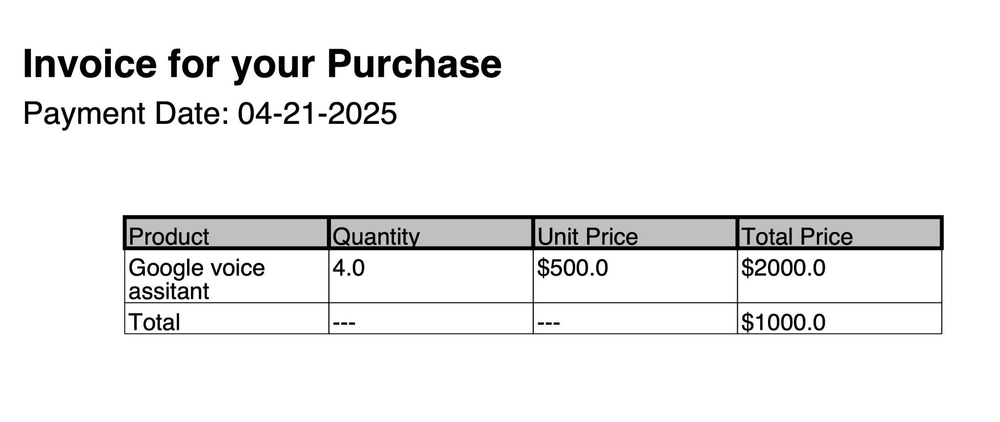 Invoice for your Purchase
Payment Date: 04-21-2025
Product Quantity Unit Price Total Price
Google voice 4.0 $500.0 $2000.0
assitant
Total --- --- $1000.0